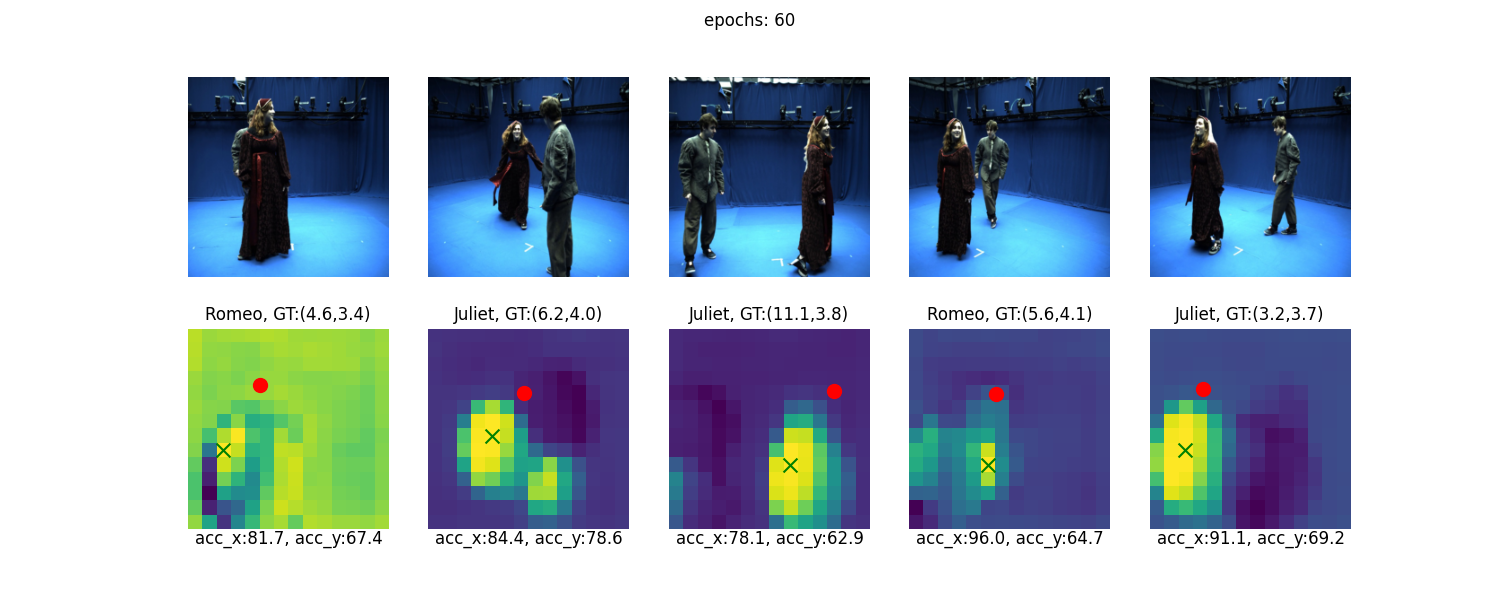 epochs: 60
Romeo, GT:(4.6,3.4)
Juliet, GT:(6.2,4.0)
Juliet, GT:(11.1,3.8)
Romeo, GT:(5.6,4.1)
Juliet, GT:(3.2,3.7)
acc_x:81.7, acc_y:67.4
acc_x:84.4, acc_y:78.6
acc_x:78.1, acc_y:62.9
acc_x:96.0, acc_y:64.7
acc_x:91.1, acc_y:69.2